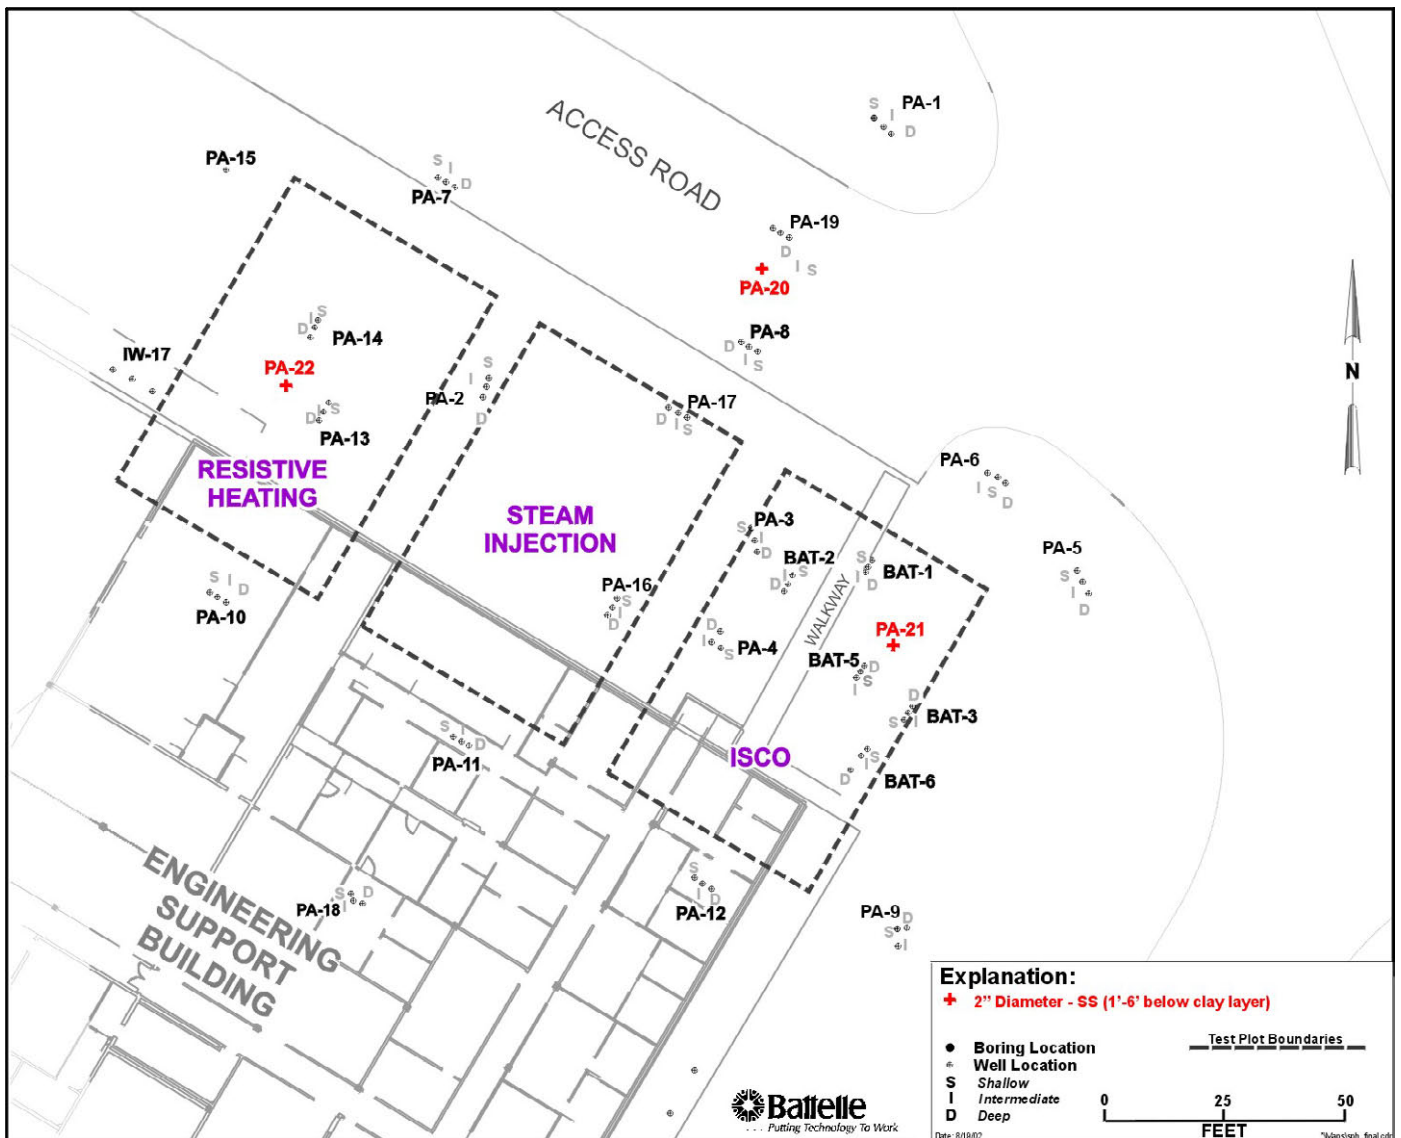 S
I
PA-1
D
ACCESS ROAD
PA-15
S
I
D
PA-7
PA-19
D
I
S
PA-20
PA-8
D
I
S
S
I
D
PA-14
IW-17
PA-22
S
I
PA-2
D
I S
D
PA-13
PA-17
D
I
S
RESISTIVE
HEATING
PA-6
I
S
D
STEAM
INJECTION
PA-3
S
I
D
BAT-2
I S
D
S
BAT-1
I D
PA-5
S
I
D
WALKWAY
S
I
D
PA-10
PA-16
S
I
D
D
PA-4
I
S
PA-21
BAT-5
D
I S
D
BAT-3
S I
S
I
D
PA-11
ISCO
I S
D
BAT-6
ENGINEERING
SUPPORT
BUILDING
S
D
PA-18
I
S
I
D
PA-12
PA-9
D
S
I
N
Explanation:
2" Diameter - SS (1'-6' below clay layer)
Test Plot Boundaries
Boring Location
Well Location
S Shallow
I Intermediate
D Deep
0 25 50
FEET
Date: 8/19/02
Battelle
. . . Putting Technology To Work